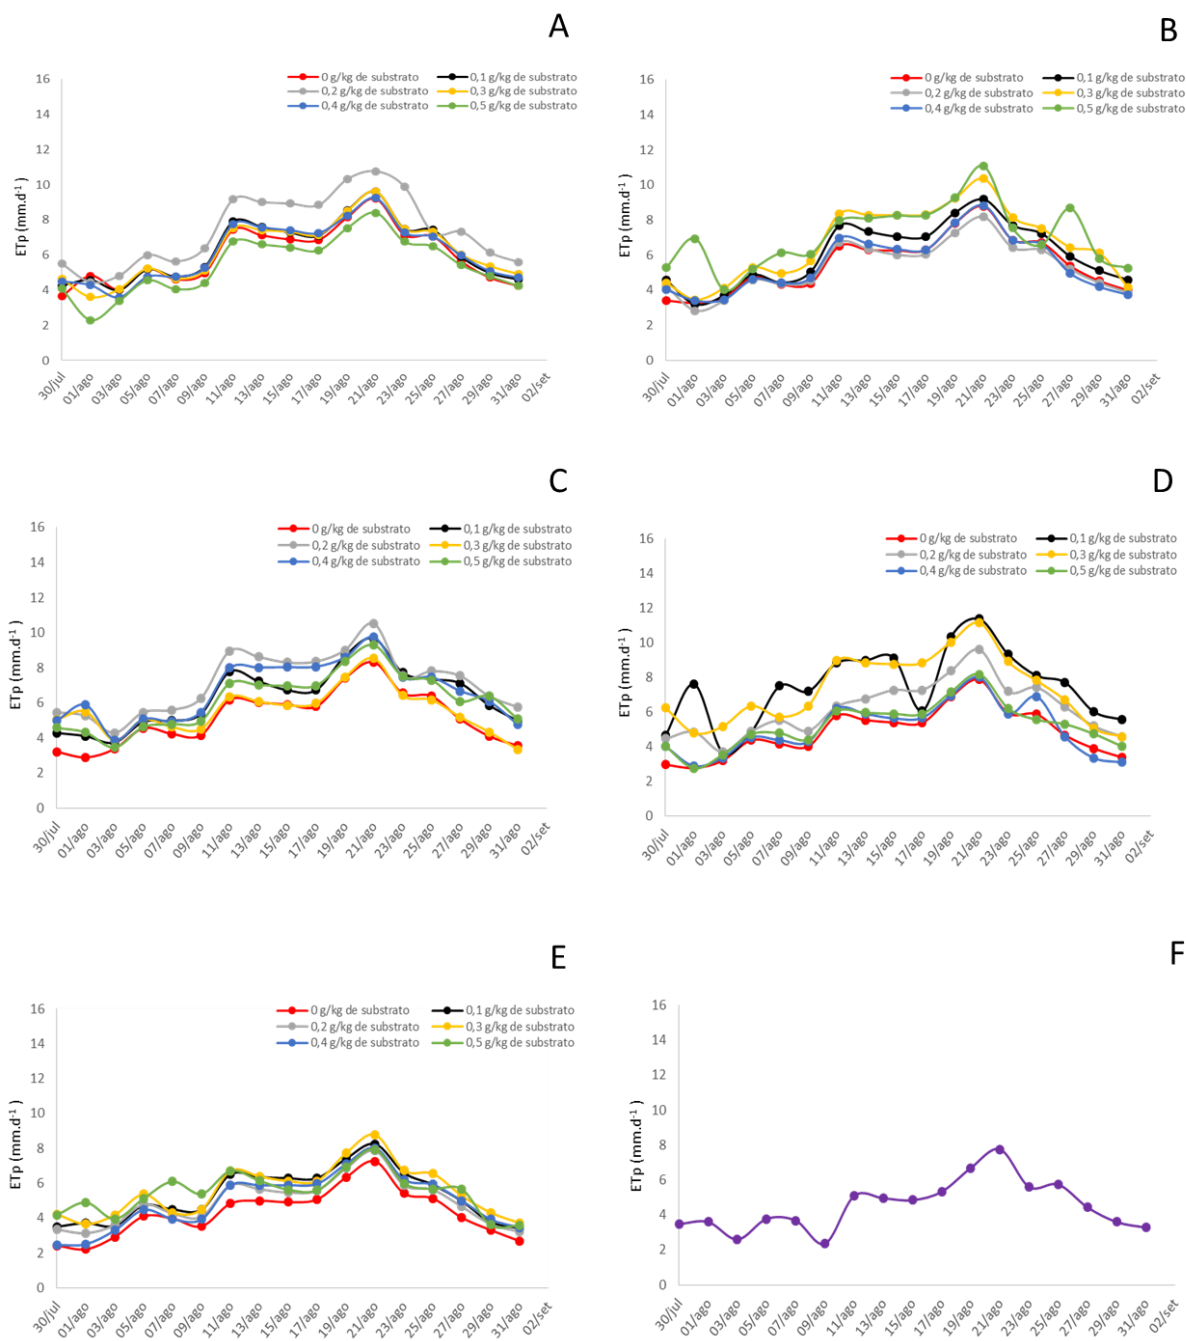 A
0 g/kg de substrato 0,1 g/kg de substrato
0,2 g/kg de substrato 0,3 g/kg de substrato
0,4 g/kg de substrato 0,5 g/kg de substrato
ETp (mm.d-1 )
16
14
12
10
8
6
4
2
0
30/jul 01/ago 03/ago 05/ago 07/ago 09/ago 11/ago 13/ago 15/ago 17/ago 19/ago 21/ago 23/ago 25/ago 27/ago 29/ago 31/ago 02/set
B
0 g/kg de substrato 0,1 g/kg de substrato
0,2 g/kg de substrato 0,3 g/kg de substrato
0,4 g/kg de substrato 0,5 g/kg de substrato
ETp (mm.d-1 )
16
14
12
10
8
6
4
2
0
30/jul 01/ago 03/ago 05/ago 07/ago 09/ago 11/ago 13/ago 15/ago 17/ago 19/ago 21/ago 23/ago 25/ago 27/ago 29/ago 31/ago 02/set
C
0 g/kg de substrato 0,1 g/kg de substrato
0,2 g/kg de substrato 0,3 g/kg de substrato
0,4 g/kg de substrato 0,5 g/kg de substrato
ETp (mm.d-1 )
16
14
12
10
8
6
4
2
0
30/jul 01/ago 03/ago 05/ago 07/ago 09/ago 11/ago 13/ago 15/ago 17/ago 19/ago 21/ago 23/ago 25/ago 27/ago 29/ago 31/ago 02/set
D
0 g/kg de substrato 0,1 g/kg de substrato
0,2 g/kg de substrato 0,3 g/kg de substrato
0,4 g/kg de substrato 0,5 g/kg de substrato
ETp (mm.d-1 )
16
14
12
10
8
6
4
2
0
30/jul 01/ago 03/ago 05/ago 07/ago 09/ago 11/ago 13/ago 15/ago 17/ago 19/ago 21/ago 23/ago 25/ago 27/ago 29/ago 31/ago 02/set
E
0 g/kg de substrato 0,1 g/kg de substrato
0,2 g/kg de substrato 0,3 g/kg de substrato
0,4 g/kg de substrato 0,5 g/kg de substrato
ETp (mm.d-1 )
16
14
12
10
8
6
4
2
0
30/jul 01/ago 03/ago 05/ago 07/ago 09/ago 11/ago 13/ago 15/ago 17/ago 19/ago 21/ago 23/ago 25/ago 27/ago 29/ago 31/ago 02/set
F
ETp (mm.d-1 )
16
14
12
10
8
6
4
2
0
30/jul 01/ago 03/ago 05/ago 07/ago 09/ago 11/ago 13/ago 15/ago 17/ago 19/ago 21/ago 23/ago 25/ago 27/ago 29/ago 31/ago 02/set